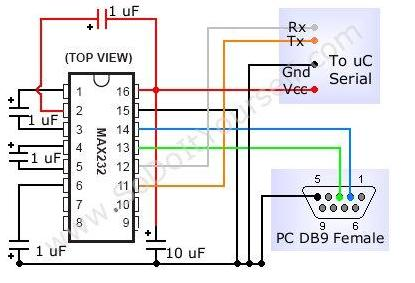 1 uF
(TOP VIEW)
1 16
2 15
3 14
4 13
5 12
6 11
7 10
8 9
MAX232
1 uF
1 uF
1 uF
10 uF
Rx
Tx
Gnd
Vcc
To uC
Serial
5 1
9 6
PC DB9 Female